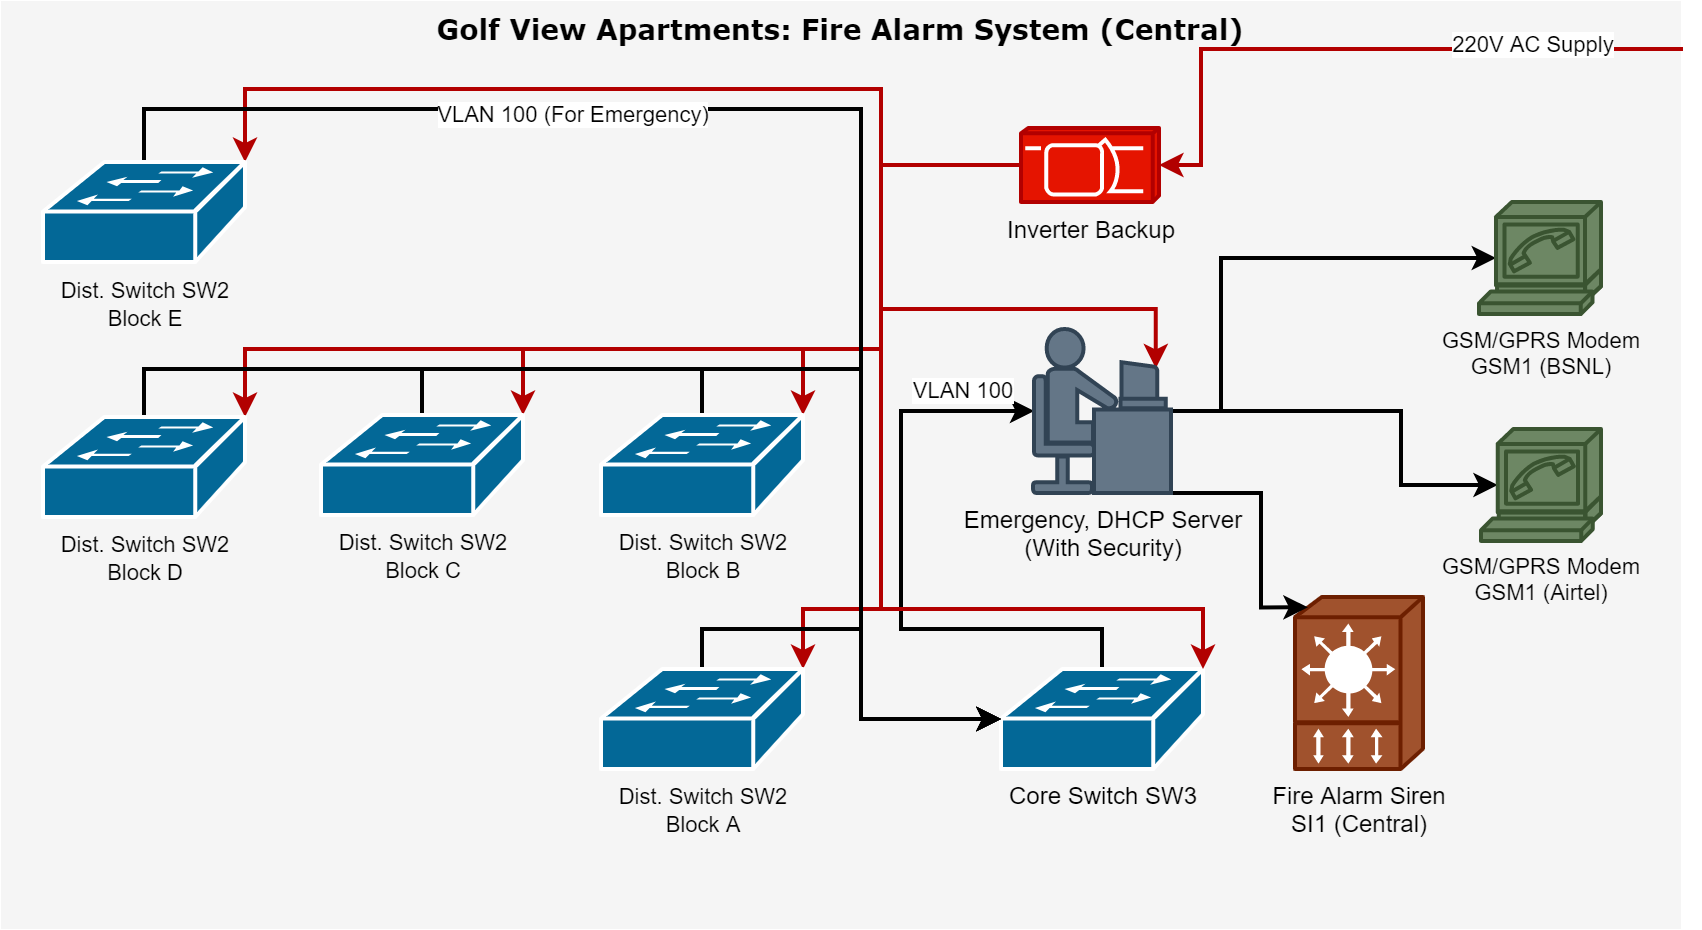 Golf View Apartments: Fire Alarm System (Central)
220V AC Supply
VLAN 100 (For Emergency)
Inverter Backup
Dist. Switch SW2
Block E
GSM/GPRS Modem
GSM1 (BSNL)
VLAN 100
Emergency, DHCP Server
(With Security)
Dist. Switch SW2
Block D
Dist. Switch SW2
Block C
Dist. Switch SW2
Block B
GSM/GPRS Modem
GSM1 (Airtel)
Dist. Switch SW2
Block A
Core Switch SW3
Fire Alarm Siren
SI1 (Central)